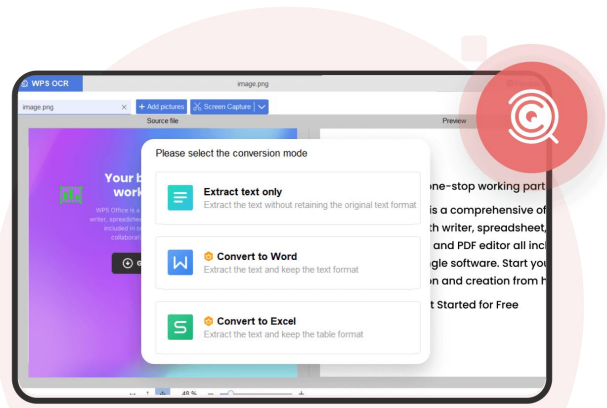 WPS OCR
image.png
image.png
+ Add pictures
Screen Capture
Source file
Preview
Please select the conversion mode
Extract text only
Extract the text without retaining the original text format
Convert to Word
Extract the text and keep the text format
Convert to Excel
Extract the text and keep the table format
Your
work
WPS Office is a
writer, spreadshe
included in
collaborat
one-stop working part
is a comprehensive of
th writer, spreadsheet,
and PDF editor all incl
gle software. Start you
on and creation from h
t Started for Free
48 %